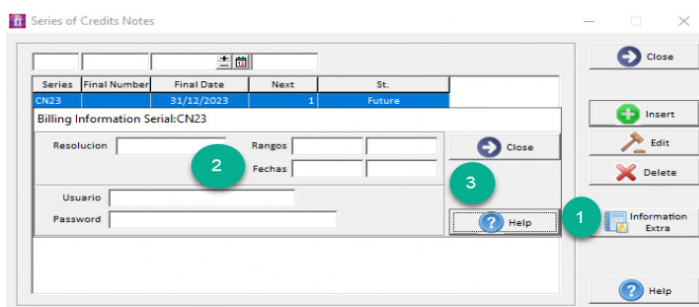 Series of Credits Notes
Close
Series Final Number Final Date Next St.
CN23 31/12/2023 1 Future
Insert
Billing Information Serial:CN23
Resolucion Rangos Close
Edit
2 Fechas
Delete
3
Usuario
Password Help 1 Information Extra
Help